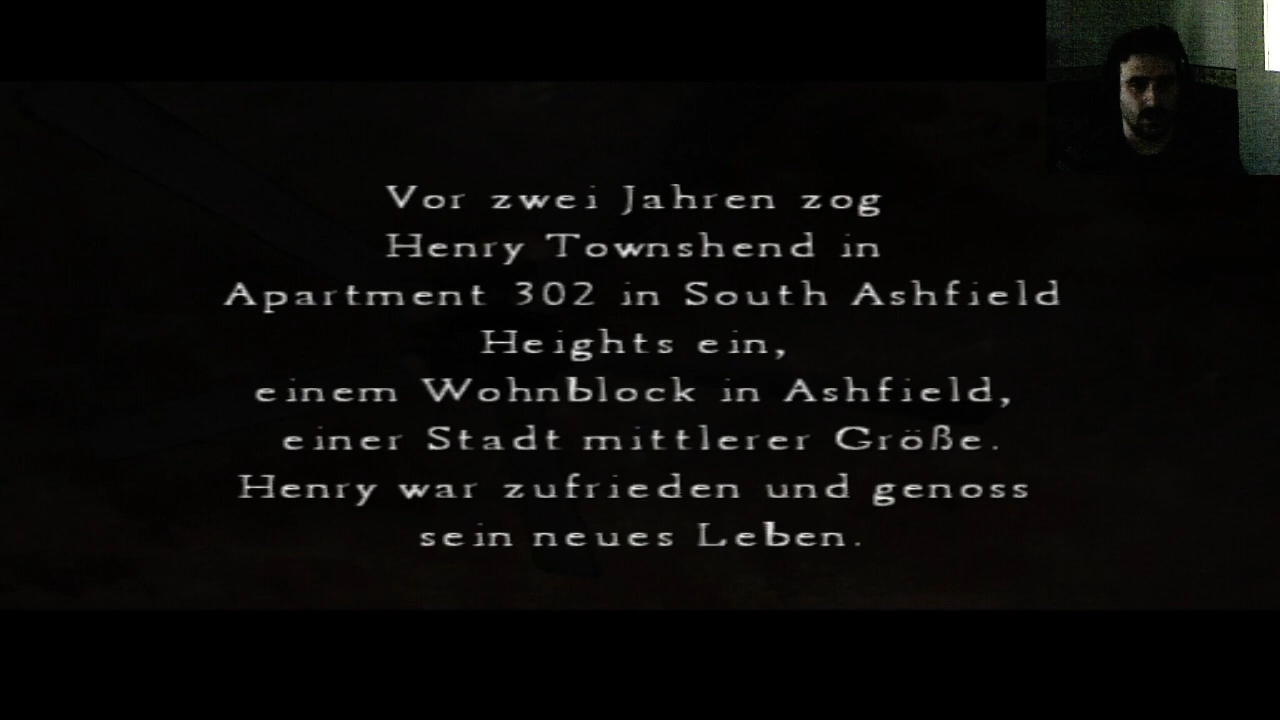 Vor zwei Jahren zog
Henry Townshend in
Apartment 302 in South Ashfield
Heights ein,
einem Wohnblock in Ashfield,
einer Stadt mittlerer Größe.
Henry war zufrieden und genoss
sein neues Leben.